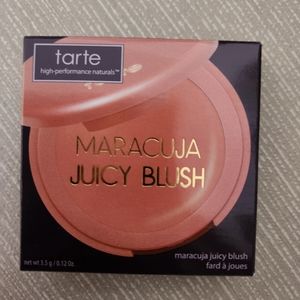 tarte
high-performance naturals™
MARACUJA
JUICY BLUSH
maracuja juicy blush
fard à joues
net wt 3.5 g / 0.12 Oz.